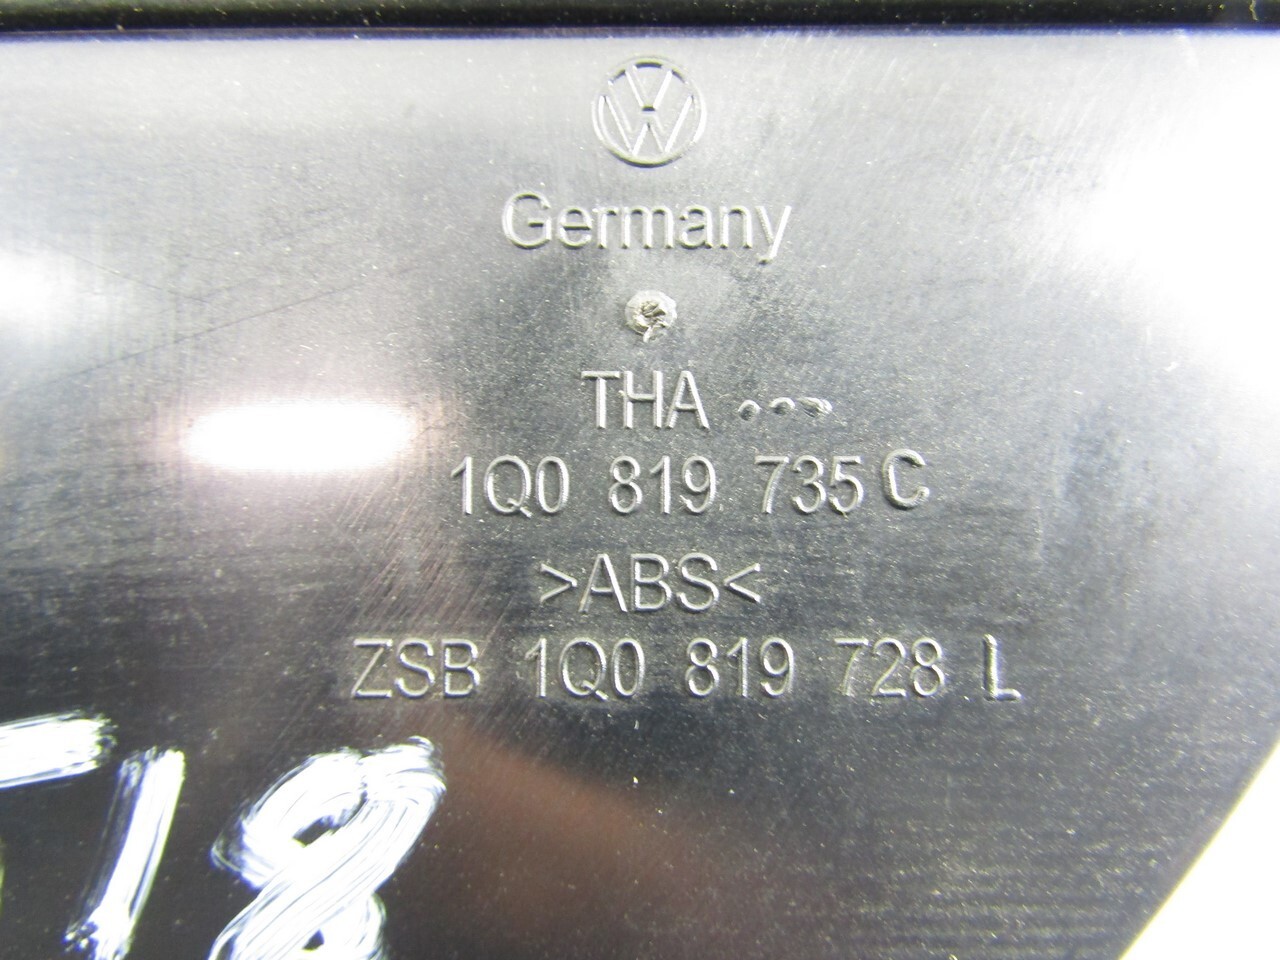 Germany
THA
1Q0 819 735 C
>ABS<
ZSB 1Q0 819 728 L